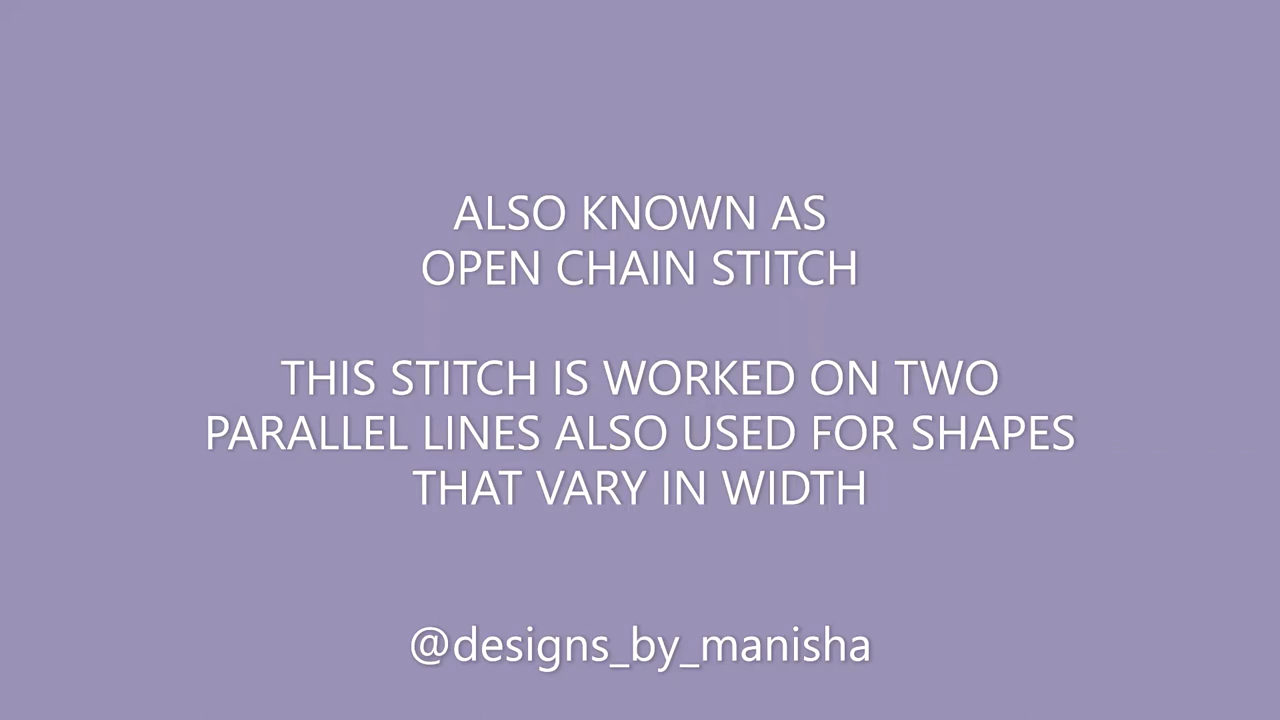 ALSO KNOWN AS
OPEN CHAIN STITCH
THIS STITCH IS WORKED ON TWO
PARALLEL LINES ALSO USED FOR SHAPES
THAT VARY IN WIDTH
@designs_by_manisha